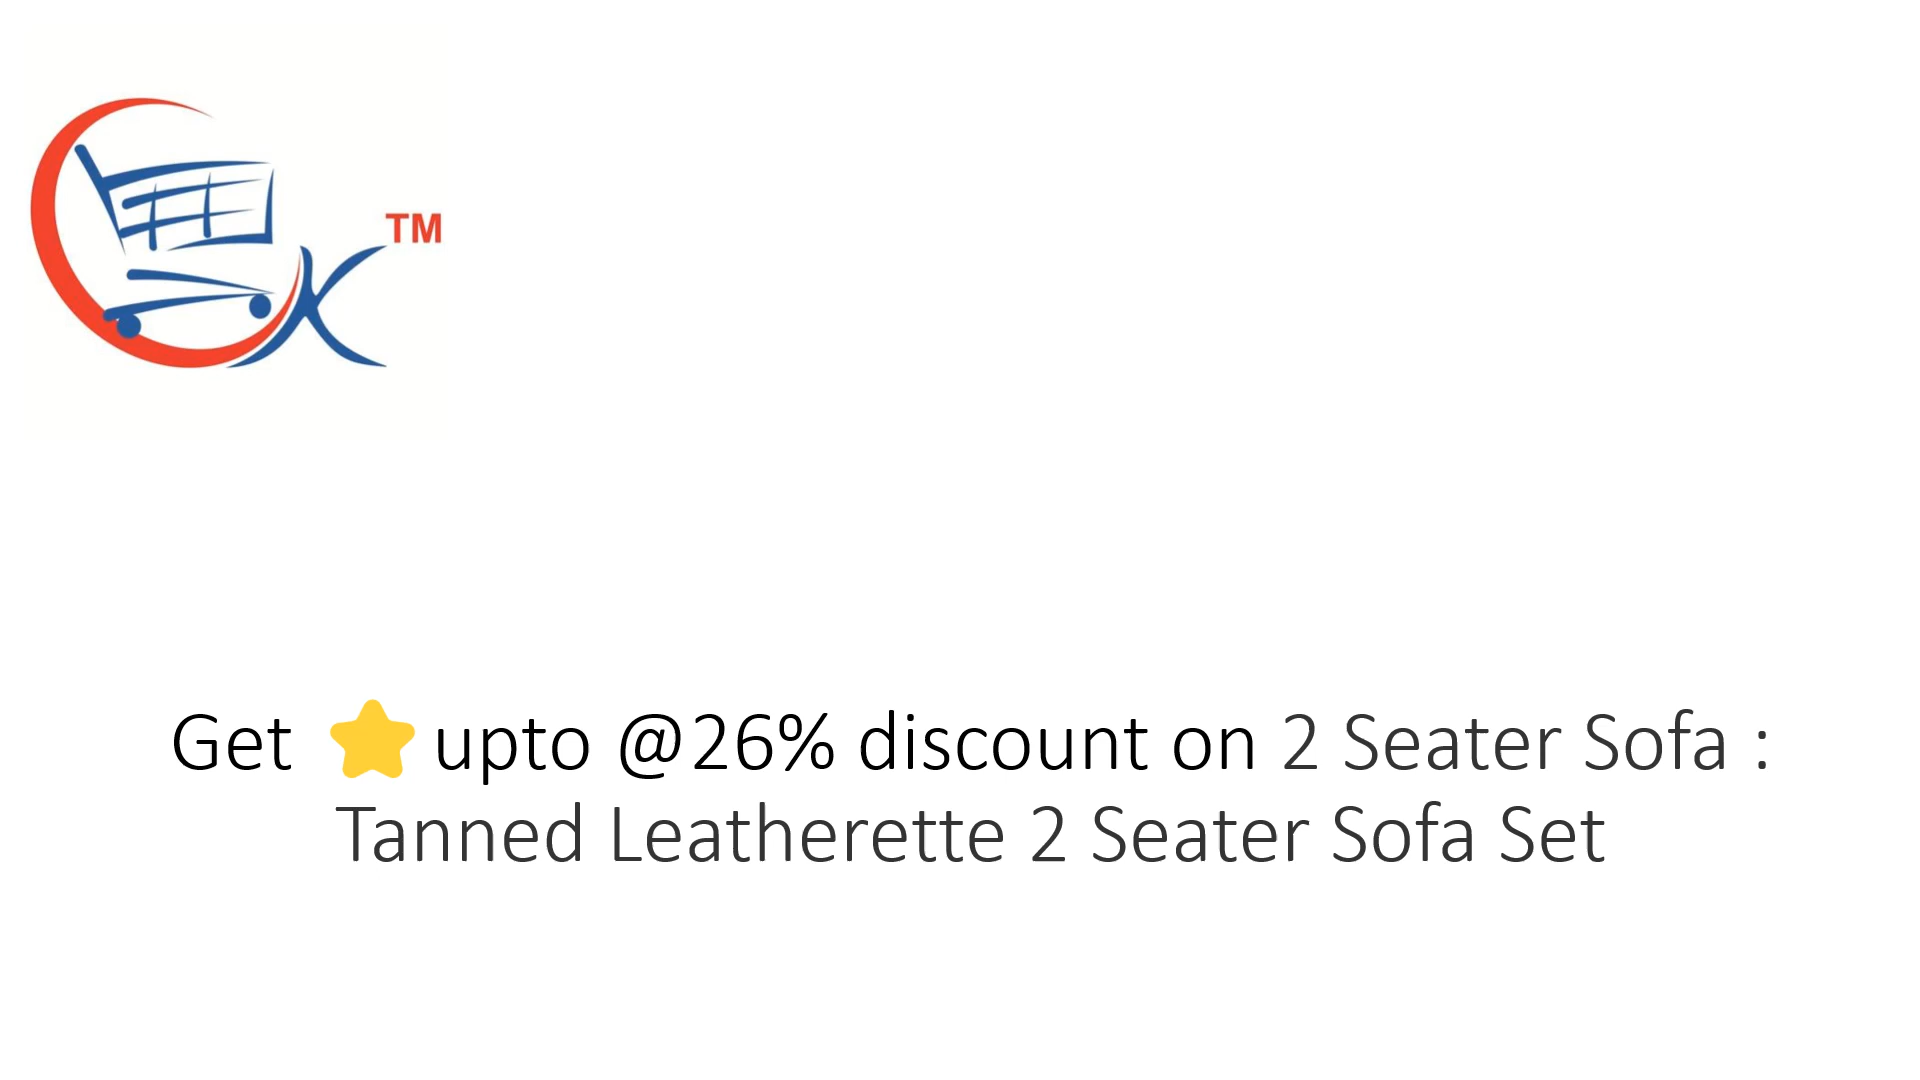 TM
Get ⭐ upto @26% discount on 2 Seater Sofa :
Tanned Leatherette 2 Seater Sofa Set